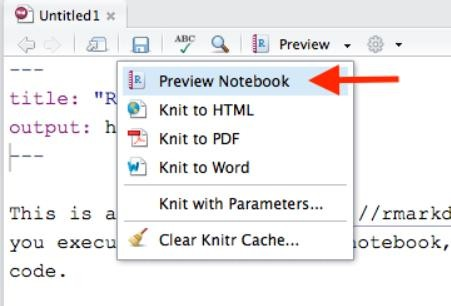 Untitled1
ABC
Preview
---
title: "R
output: h
---
Preview Notebook
Knit to HTML
Knit to PDF
Knit to Word
Knit with Parameters...
Clear Knitr Cache...
This is a //rmarkd
you execu notebook,
code.